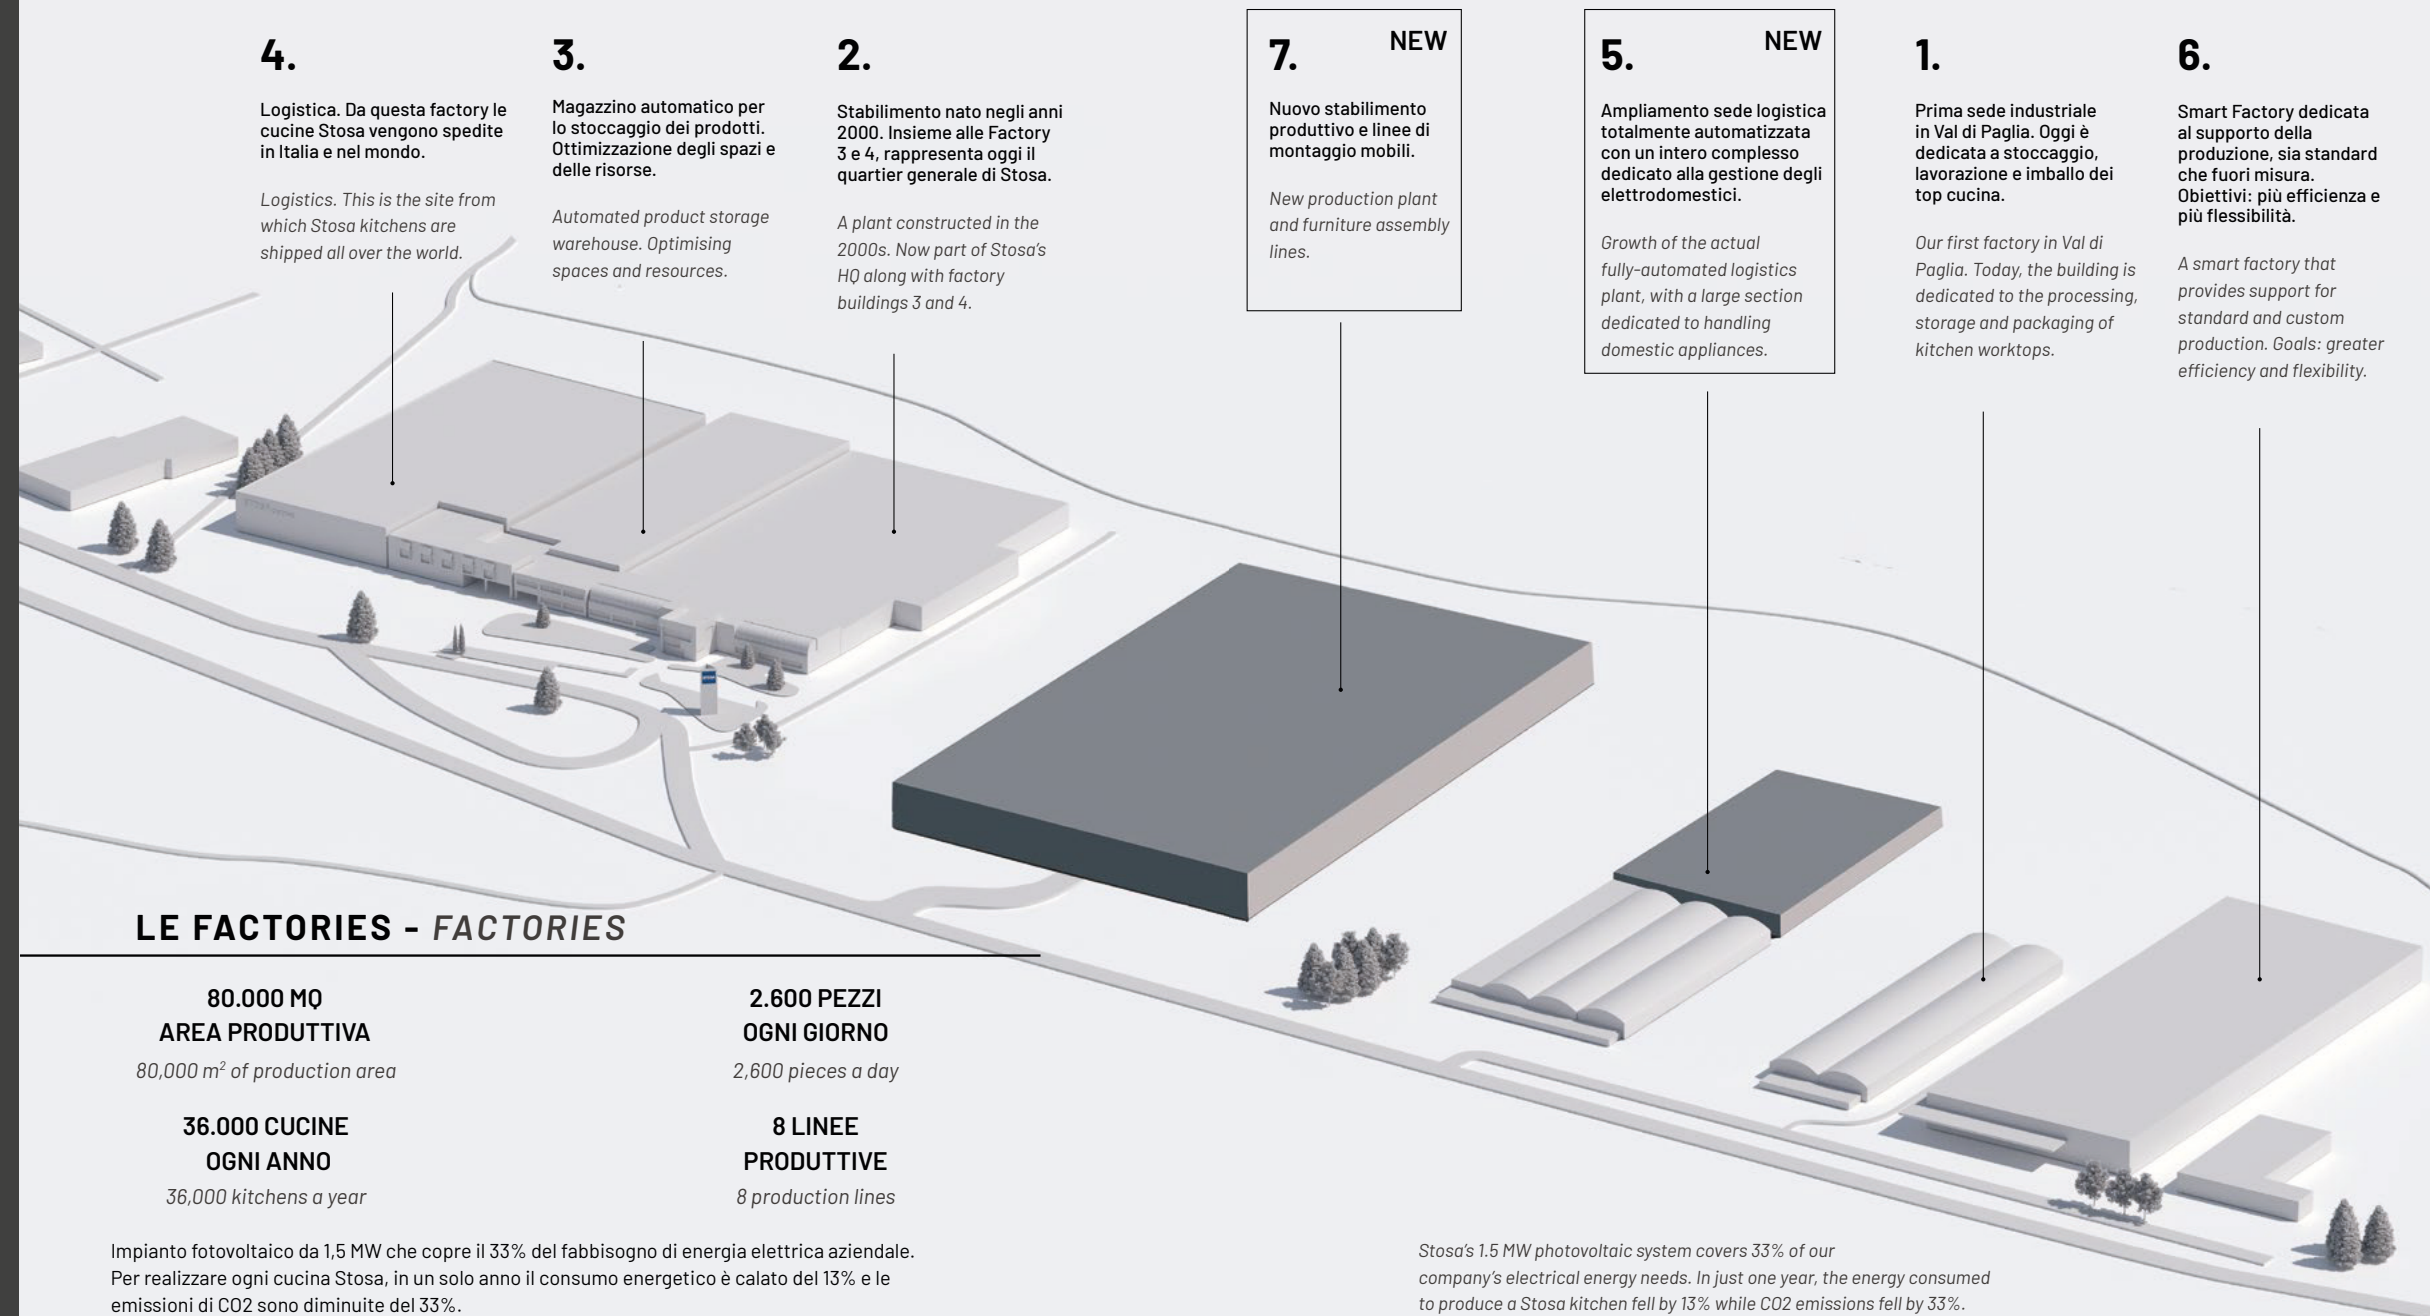 4.
Logistica. Da questa factory le
cucine Stosa vengono spedite
in Italia e nel mondo.
Logistics. This is the site from
which Stosa kitchens are
shipped all over the world.
3.
Magazzino automatico per
lo stoccaggio dei prodotti.
Ottimizzazione degli spazi e
delle risorse.
Automated product storage
warehouse. Optimising
spaces and resources.
2.
Stabilimento nato negli anni
2000. Insieme alle Factory
3 e 4, rappresenta oggi il
quartier generale di Stosa.
A plant constructed in the
2000s. Now part of Stosa's
HQ along with factory
buildings 3 and 4.
7. NEW
Nuovo stabilimento
produttivo e linee di
montaggio mobili.
New production plant
and furniture assembly
lines.
5. NEW
Ampliamento sede logistica
totalmente automatizzata
con un intero complesso
dedicato alla gestione degli
elettrodomestici.
Growth of the actual
fully-automated logistics
plant, with a large section
dedicated to handling
domestic appliances.
1.
Prima sede industriale
in Val di Paglia. Oggi è
dedicata a stoccaggio,
lavorazione e imballo dei
top cucina.
Our first factory in Val di
Paglia. Today, the building is
dedicated to the processing,
storage and packaging of
kitchen worktops.
6.
Smart Factory dedicata
al supporto della
produzione, sia standard
che fuori misura.
Obiettivi: più efficienza e
più flessibilità.
A smart factory that
provides support for
standard and custom
production. Goals: greater
efficiency and flexibility.
LE FACTORIES - FACTORIES
80.000 MQ
AREA PRODUTTIVA
80,000 m² of production area
2.600 PEZZI
OGNI GIORNO
2,600 pieces a day
36.000 CUCINE
OGNI ANNO
36,000 kitchens a year
8 LINEE
PRODUTTIVE
8 production lines
Impianto fotovoltaico da 1,5 MW che copre il 33% del fabbisogno di energia elettrica aziendale.
Per realizzare ogni cucina Stosa, in un solo anno il consumo energetico è calato del 13% e le
emissioni di CO2 sono diminuite del 33%.
Stosa's 1.5 MW photovoltaic system covers 33% of our
company's electrical energy needs. In just one year, the energy consumed
to produce a Stosa kitchen fell by 13% while CO2 emissions fell by 33%.